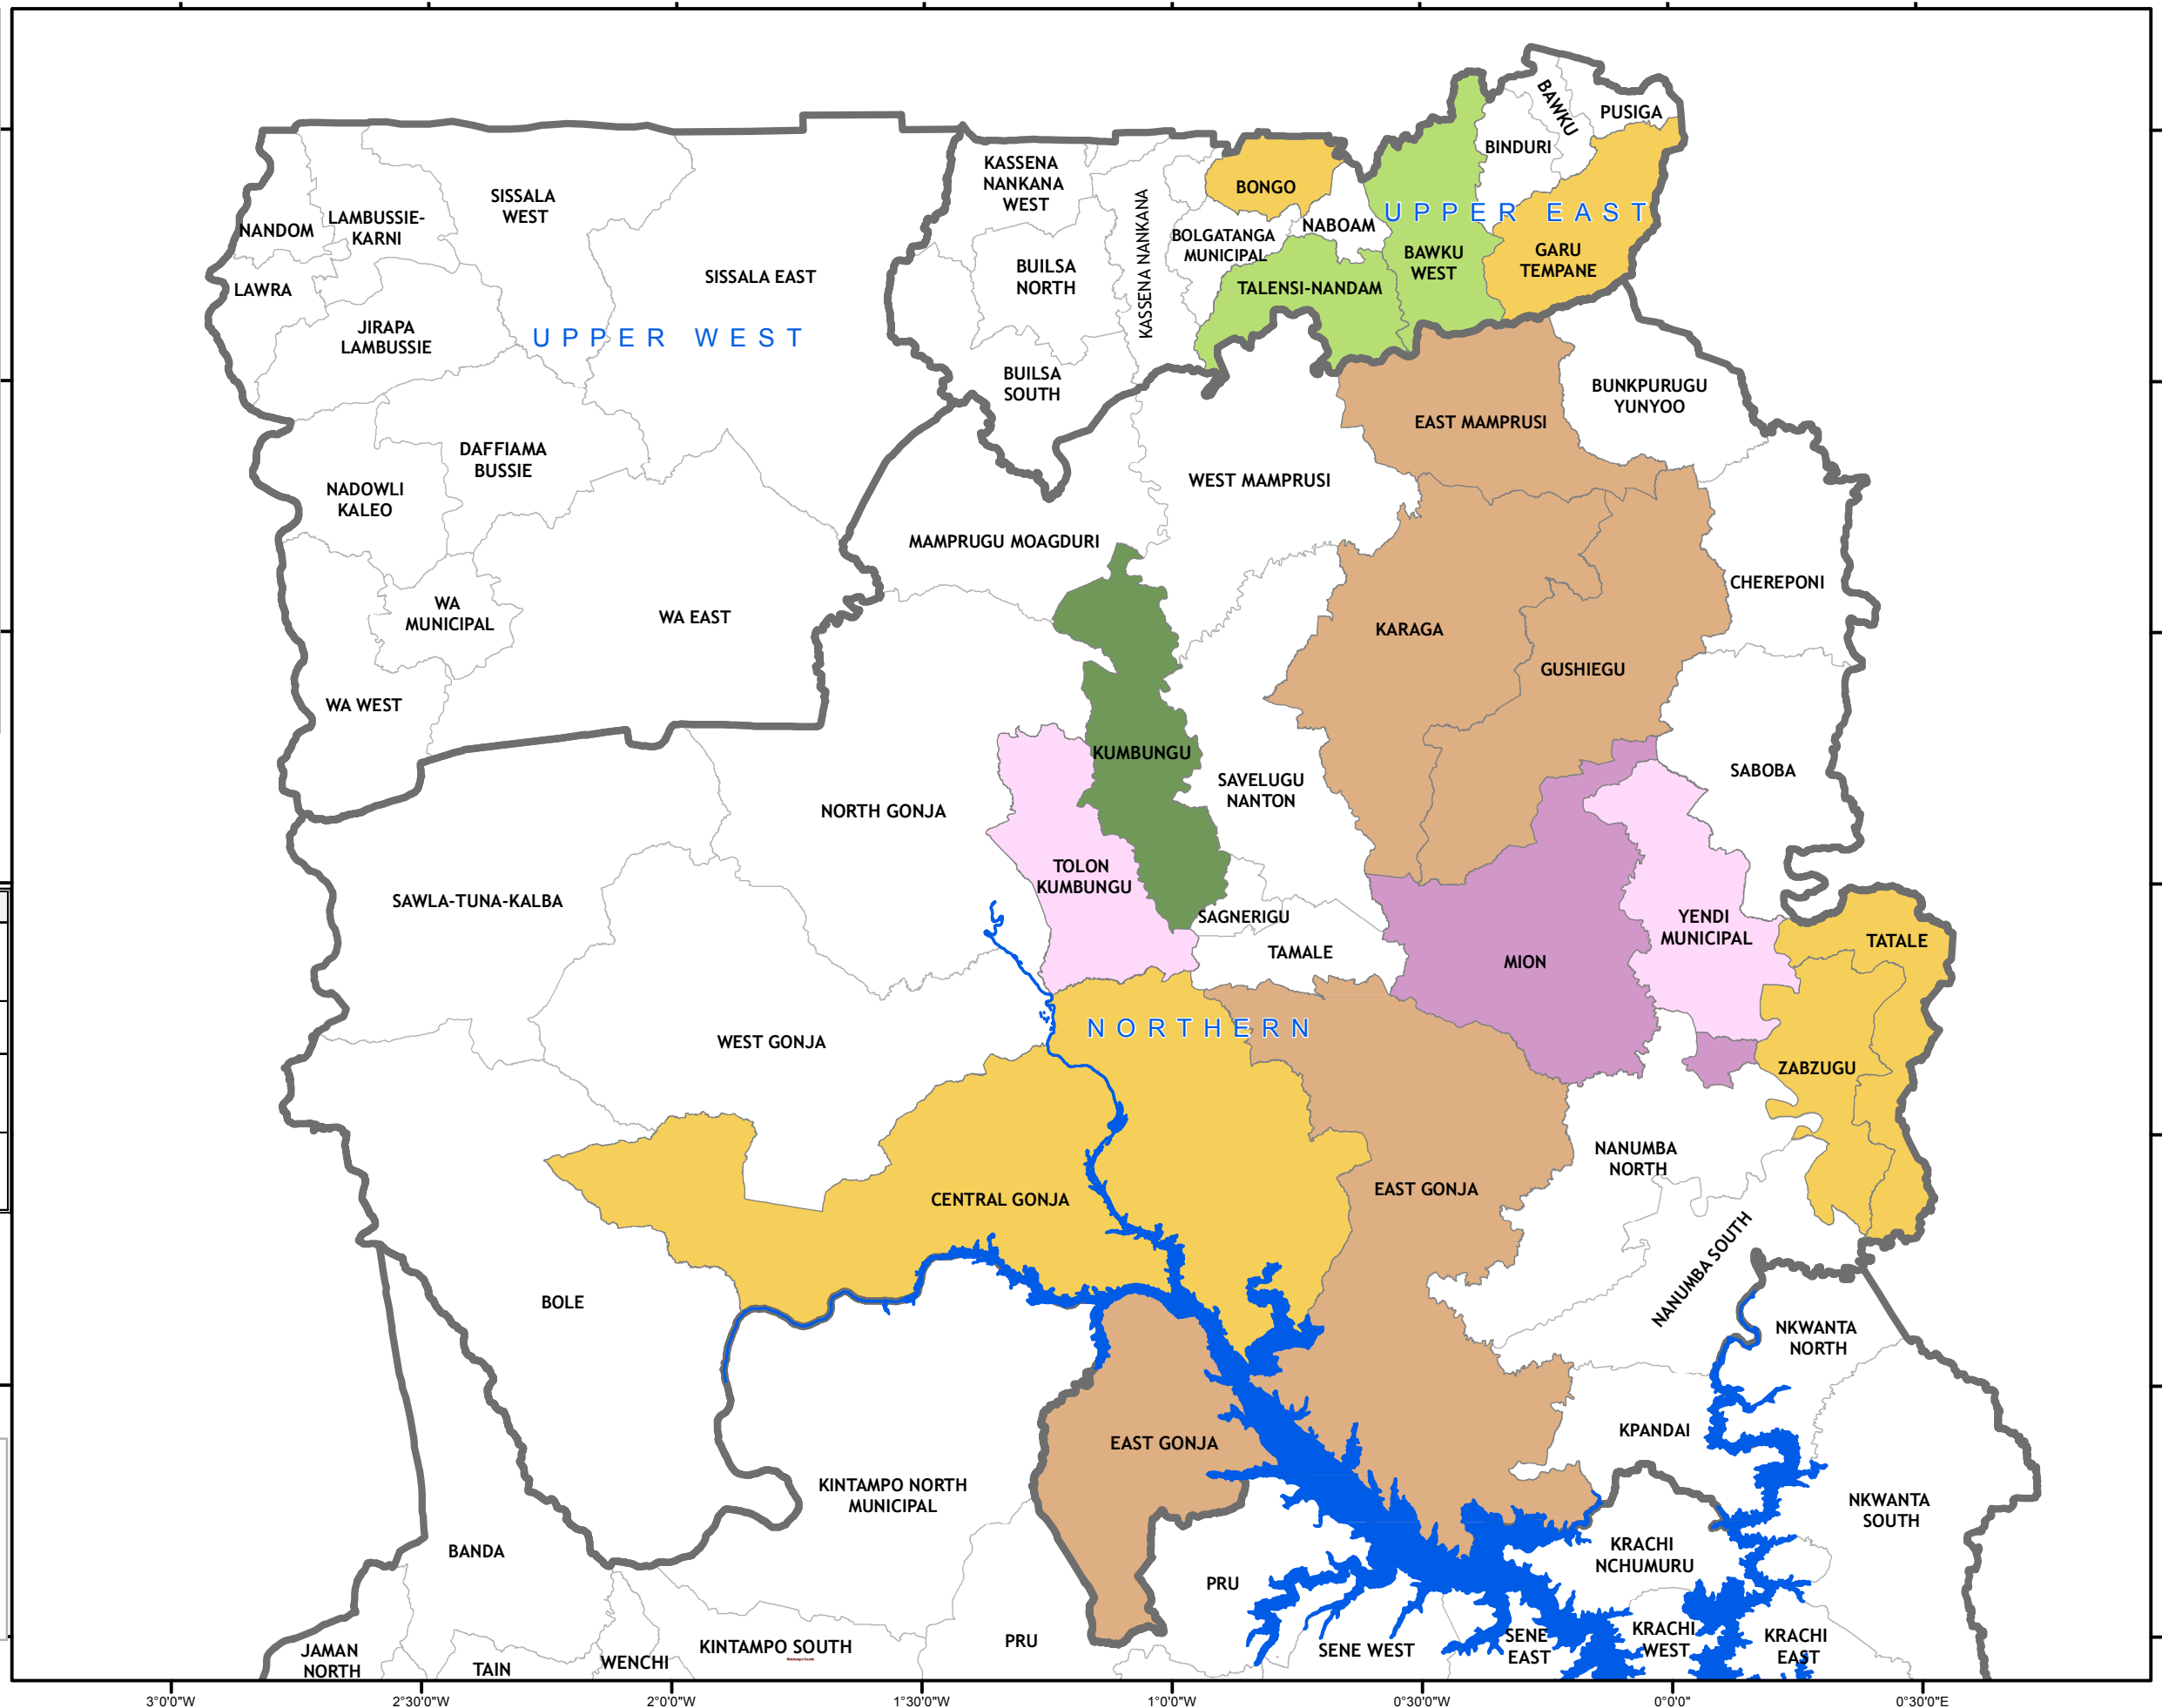 BAWKU
PUSIGA
BINDURI
KASSENA
NANKANA
WEST
BONGO
SISSALA
WEST
NANDOM
LAMBUSSIE-
KARNI
KASSENA NANKANA
BOLGATANGA
MUNICIPAL
NABOAM
UPPER EAST
BAWKU
WEST
GARU
TEMPANE
LAWRA
SISSALA EAST
BUILSA
NORTH
TALENSI-NANDAM
JIRAPA
LAMBUSSIE
UPPER WEST
BUILSA
SOUTH
BUNKPURUGU
YUNYOO
EAST MAMPRUSI
DAFFIAMA
BUSSIE
WEST MAMPRUSI
NADOWLI
KALEO
MAMPRUGU MOAGDURI
CHEREPONI
WA
MUNICIPAL
WA EAST
KARAGA
GUSHIEGU
WA WEST
KUMBUNGU
SAVELUGU
NANTON
SABOBA
NORTH GONJA
TOLON
KUMBUNGU
SAWLA-TUNA-KALBA
SAGNERIGU
YENDI
MUNICIPAL
TATALE
TAMALE
MION
NORTHERN
WEST GONJA
ZABZUGU
NANUMBA
NORTH
CENTRAL GONJA
EAST GONJA
NANUMBA SOUTH
BOLE
NKWANTA
NORTH
KPANDAI
EAST GONJA
KINTAMPO NORTH
MUNICIPAL
NKWANTA
SOUTH
BANDA
KRACHI
NCHUMURU
PRU
JAMAN
NORTH
TAIN
WENCHI
KINTAMPO SOUTH
Kintampo South
PRU
SENE WEST
SENE
EAST
KRACHI
WEST
KRACHI
EAST
3°0'0"W 2°30'0"W 2°0'0"W 1°30'0"W 1°0'0"W 0°30'0"W 0°0'0" 0°30'0"E